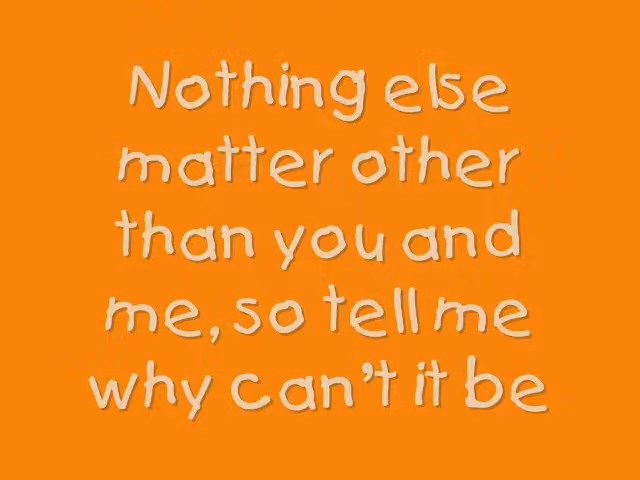 Nothing else
matter other
than you and
me, so tell me
why can't it be